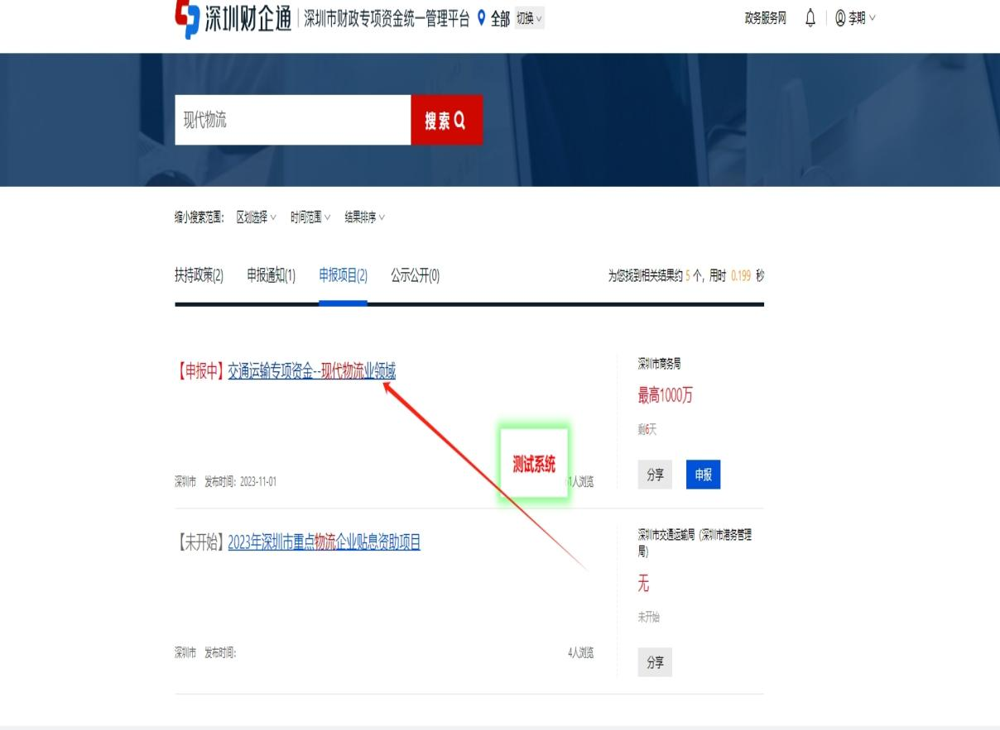 深圳财企通 深圳市财政专项资金统一管理平台 全部 切换
政务服务网 李期
现代物流
搜索
缩小搜索范围: 区划选择 时间范围 结果排序
扶持政策(2) 申报通知(1) 申报项目(2) 公示公开(0)
为您找到相关结果约 5 个, 用时 0.199 秒
【申报中】交通运输专项资金--现代物流业领域
深圳市商务局
最高1000万
剩6天
测试系统
分享 申报
深圳市 发布时间: 2023-11-01
1人浏览
【未开始】2023年深圳市重点物流企业贴息资助项目
深圳市交通运输局 (深圳市港务管理
局)
无
未开始
深圳市 发布时间:
4人浏览
分享